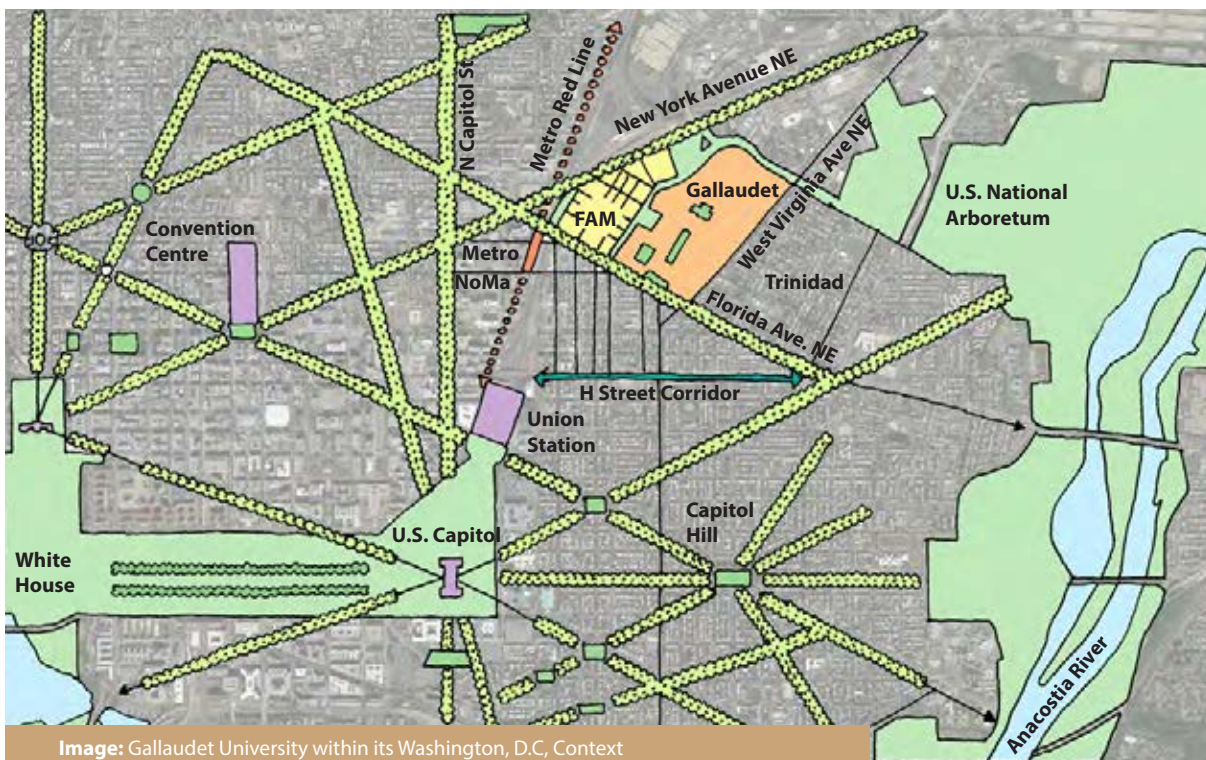 Metro Red Line
N Capitol St
New York Avenue NE
Gallaudet
West Virginia Ave NE
U.S. National
Arboretum
FAM
Convention
Centre
Metro
NoMa
Trinidad
Florida Ave. NE
H Street Corridor
Union
Station
U.S. Capitol
Capitol
Hill
White
House
Anacostia River
Image: Gallaudet University within its Washington, D.C, Context